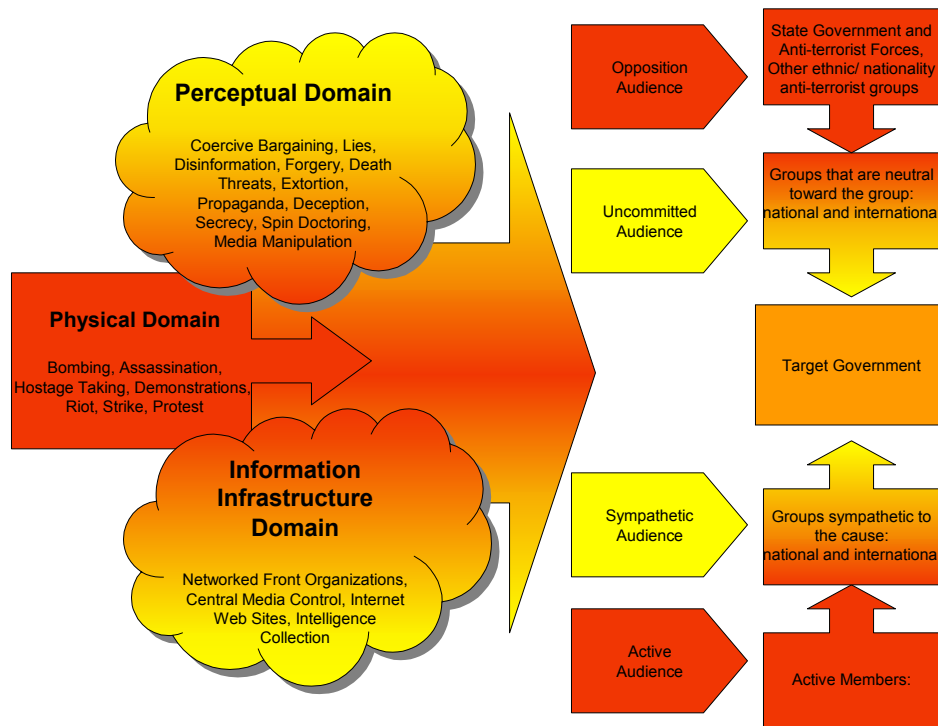 Perceptual Domain
Coercive Bargaining, Lies,
Disinformation, Forgery, Death
Threats, Extortion,
Propaganda, Deception,
Secrecy, Spin Doctoring,
Media Manipulation
Physical Domain
Bombing, Assassination,
Hostage Taking, Demonstrations,
Riot, Strike, Protest
Information
Infrastructure
Domain
Networked Front Organizations,
Central Media Control, Internet
Web Sites, Intelligence
Collection
Opposition
Audience
State Government and
Anti-terrorist Forces,
Other ethnic/ nationality
anti-terrorist groups
Uncommitted
Audience
Groups that are neutral
toward the group:
national and international
Target Government
Sympathetic
Audience
Groups sympathetic to
the cause:
national and international
Active
Audience
Active Members: